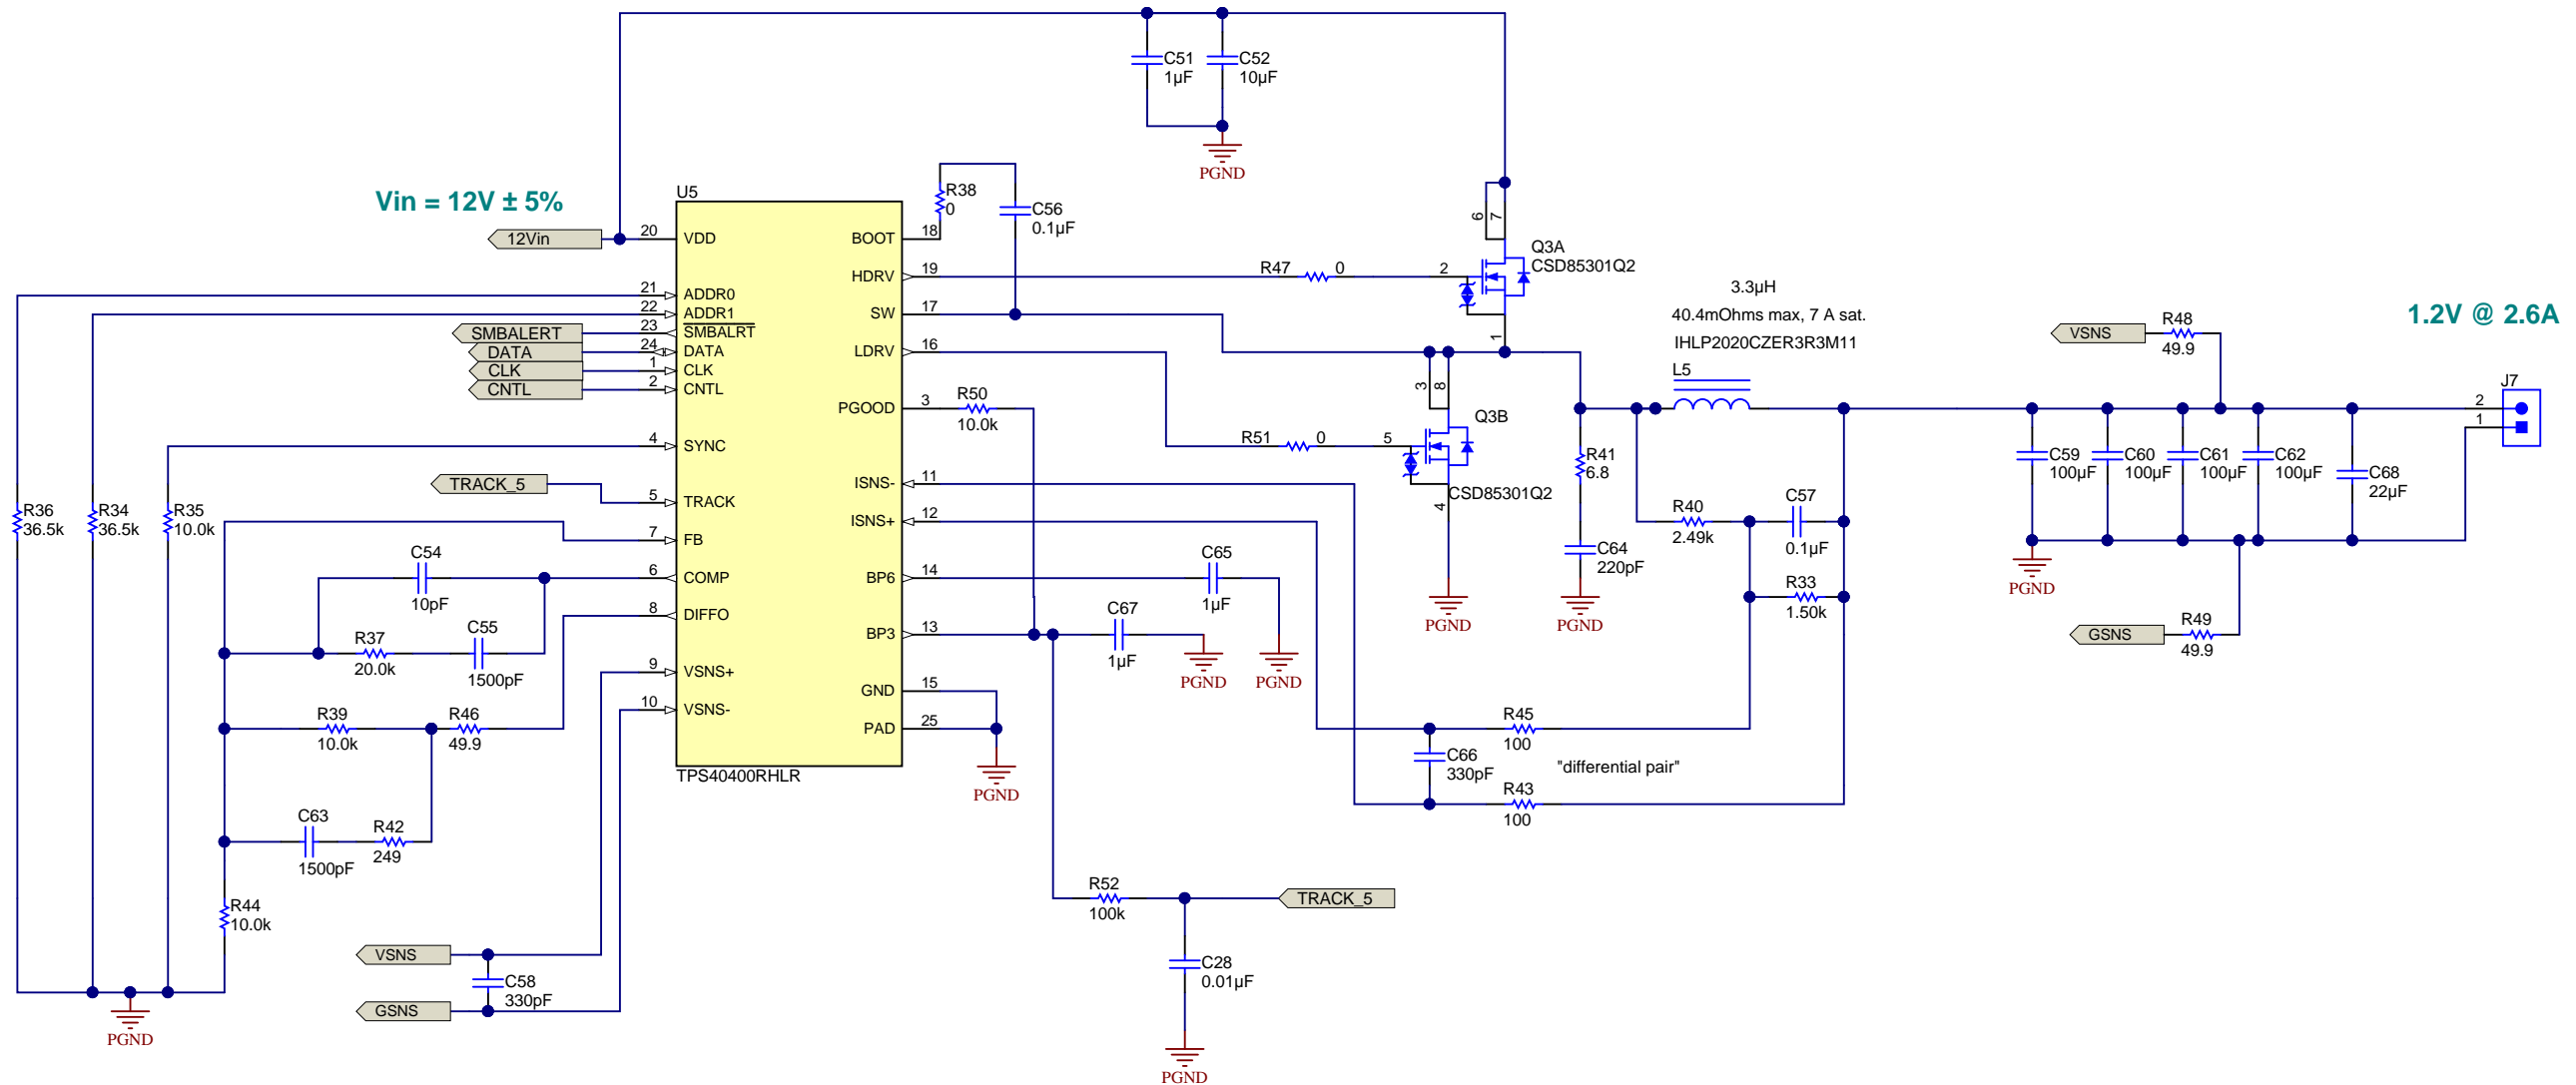 C51
1µF
C52
10µF
PGND
Vin = 12V ± 5%
12Vin
U5
20
VDD
21
ADDR0
22
ADDR1
SMBALERT
23
SMBALRT
DATA
24
DATA
CLK
1
CLK
CNTL
2
CNTL
4
SYNC
TRACK_5
5
TRACK
7
FB
6
COMP
8
DIFFO
9
VSNS+
10
VSNS-
BOOT
18
HDRV
19
SW
17
LDRV
16
PGOOD
3
ISNS-
11
ISNS+
12
BP6
14
BP3
13
GND
15
PAD
25
TPS40400RHLR
R38
0
C56
0.1µF
R47
0
2
6
7
1
Q3A
CSD85301Q2
R50
10.0k
R51
0
5
3
8
4
Q3B
CSD85301Q2
PGND
3.3µH
40.4mOhms max, 7 A sat.
IHLP2020CZER3R3M11
L5
R41
6.8
C64
220pF
PGND
R40
2.49k
C57
0.1µF
R33
1.50k
1.2V @ 2.6A
VSNS
R48
49.9
J7
2
1
C59
100µF
C60
100µF
C61
100µF
C62
100µF
C68
22µF
PGND
GSNS
R49
49.9
R36
36.5k
R34
36.5k
R35
10.0k
C54
10pF
R37
20.0k
C55
1500pF
R39
10.0k
R46
49.9
C63
1500pF
R42
249
R44
10.0k
PGND
VSNS
C58
330pF
GSNS
C65
1µF
PGND
C67
1µF
PGND
PGND
R45
100
C66
330pF
"differential pair"
R43
100
R52
100k
TRACK_5
C28
0.01µF
PGND